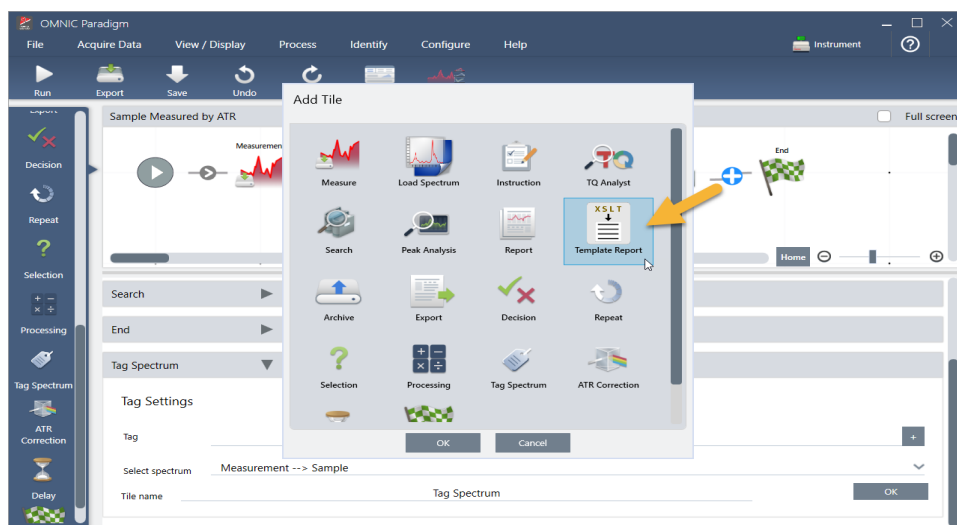 OMNIC Paradigm
File Acquire Data View / Display Process Identify Configure Help Instrument
Run Export Save Undo
Export
Decision
Repeat
Selection
Processing
Tag Spectrum
ATR
Correction
Delay
Sample Measured by ATR Full screen
Measuremen
End
Home
Search
End
Tag Spectrum
Tag Settings
Tag
Select spectrum Measurement --> Sample
Tile name Tag Spectrum OK
Add Tile
Measure Load Spectrum Instruction TQ Analyst
XSLT
Search Peak Analysis Report Template Report
Archive Export Decision Repeat
Selection Processing Tag Spectrum ATR Correction
OK Cancel